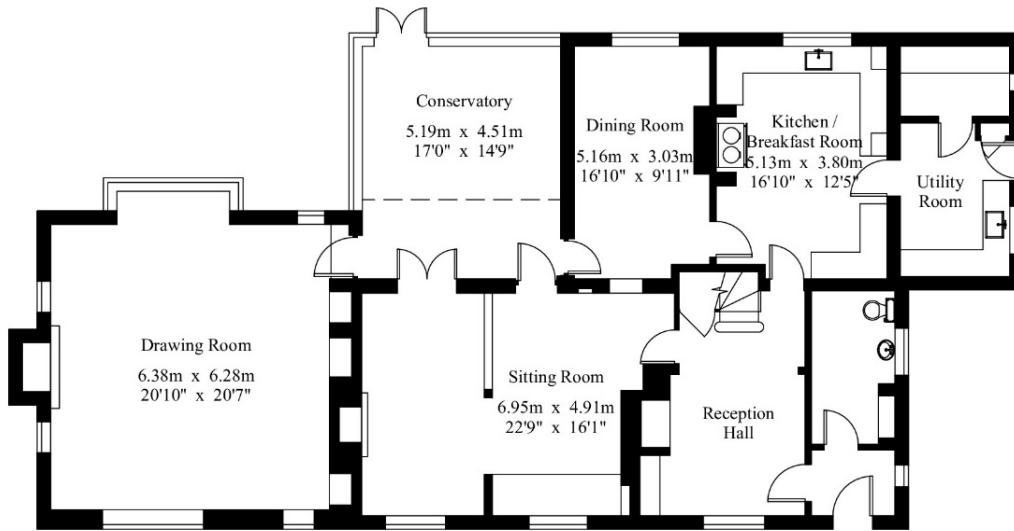 Conservatory
5.19m x 4.51m
17'0" x 14'9"
Dining Room
5.16m x 3.03m
16'10" x 9'11"
Kitchen /
Breakfast Room
5.13m x 3.80m
16'10" x 12'5"
Utility
Room
Drawing Room
6.38m x 6.28m
20'10" x 20'7"
Sitting Room
6.95m x 4.91m
22'9" x 16'1"
Reception
Hall